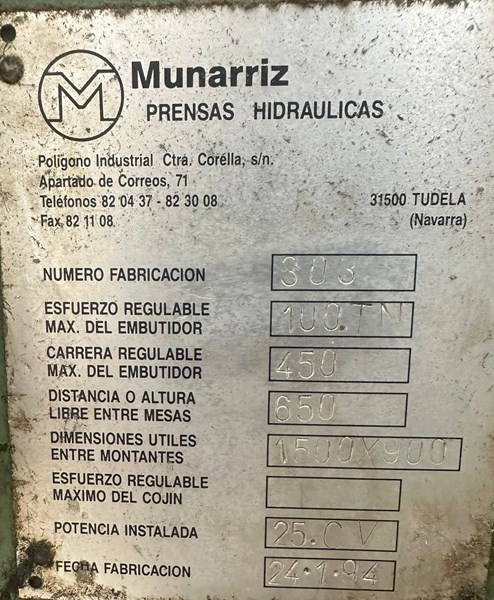 M Munarriz
PRENSAS HIDRAULICAS
Polígono Industrial Ctra. Corélla, s/n.
Apartado de Correos, 71
Teléfonos 82 04 37 - 82 30 08 31500 TUDELA
Fax 82 11 08 (Navarra)
NUMERO FABRICACION 303
ESFUERZO REGULABLE
MAX. DEL EMBUTIDOR 100.TN
CARRERA REGULABLE
MAX. DEL EMBUTIDOR 450
DISTANCIA O ALTURA
LIBRE ENTRE MESAS 650
DIMENSIONES UTILES
ENTRE MONTANTES 1500X900
ESFUERZO REGULABLE
MAXIMO DEL COJIN
POTENCIA INSTALADA 25.C V
FECHA FABRICACION 24·1·94